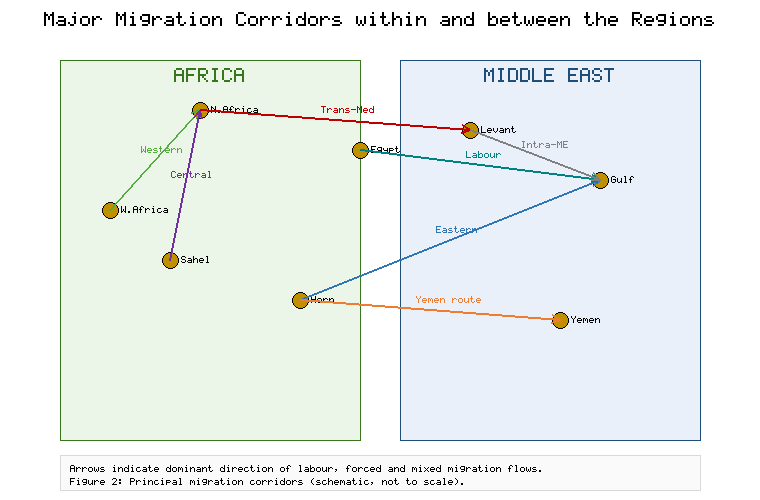 Major Migration Corridors within and between the Regions
AFRICA
MIDDLE EAST
N.Africa
Trans-Med
Levant
Western
Egypt
Intra-ME
Labour
Central
Gulf
W.Africa
Eastern
Sahel
Horn
Yemen route
Yemen
Arrows indicate dominant direction of labour, forced and mixed migration flows.
Figure 2: Principal migration corridors (schematic, not to scale).